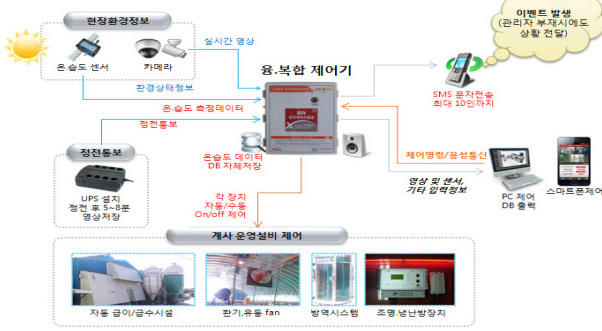 현장환경정보
온.습도 센서
카메라
실시간 영상
환경상태정보
온.습도 측정데이터
정전통보
융.복합 제어기
이벤트 발생
(관리자 부재시에도
상황 전달)
SMS 문자전송
최대 10인까지
정전통보
UPS 설치
정전 후 5~8분
영상저장
온습도 데이터
DB 자체저장
제어명령/음성통신
영상 및 센서,
기타 입력정보
PC 제어
DB 출력
스마트폰제어
각 장치
자동/수동
On/off 제어
계사 운영설비 제어
자동 급이/급수시설
환기,유동 fan
방역시스템
조명.냉난방장치